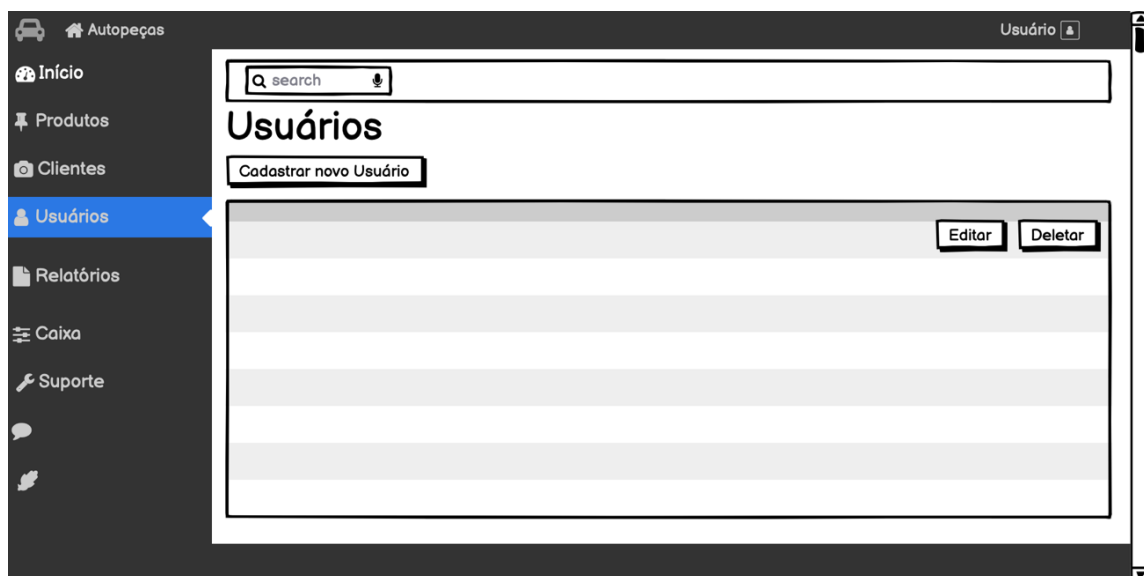 Autopeças
Usuário
Início
Produtos
Clientes
Usuários
Relatórios
Caixa
Suporte
search
Usuários
Cadastrar novo Usuário
Editar
Deletar